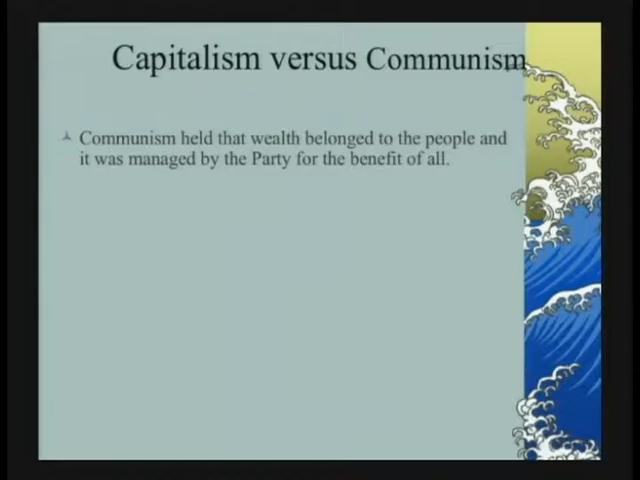 Capitalism versus Communism
Communism held that wealth belonged to the people and
it was managed by the Party for the benefit of all.